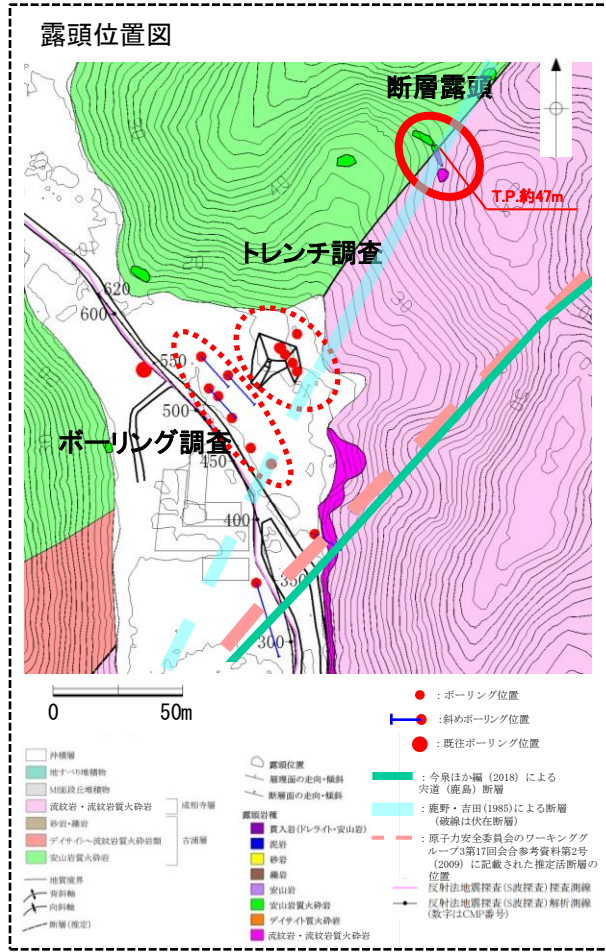 露頭位置図
断層露頭
T.P.約47m
トレンチ調査
620
600
550
500
ボーリング調査
450
400
350
300
0 50m
：ボーリング位置
：斜めボーリング位置
：既往ボーリング位置
：今泉ほか編（2018）による
宍道（鹿島）断層
：鹿野・吉田(1985)による断層
（破線は伏在断層）
：原子力安全委員会のワーキンググ
ループ3第17回会合参考資料第2号
（2009）に記載された推定活断層
の位置
反射法地震探査(S波探査)探査測線
反射法地震探査(S波探査)解析測線
(数字はCMP番号)
沖積層
地すべり堆積物
M1面段丘堆積物
流紋岩・流紋岩質火砕岩
成相寺層
砂岩・礫岩
デイサイト～流紋岩質火砕岩類
古浦層
安山岩質火砕岩
地質境界
背斜軸
向斜軸
断層(推定)
露頭位置
層理面の走向・傾斜
断層面の走向・傾斜
露頭岩種
貫入岩(ドレライト・安山岩)
泥岩
砂岩
礫岩
安山岩
安山岩質火砕岩
デイサイト質火砕岩
流紋岩・流紋岩質火砕岩